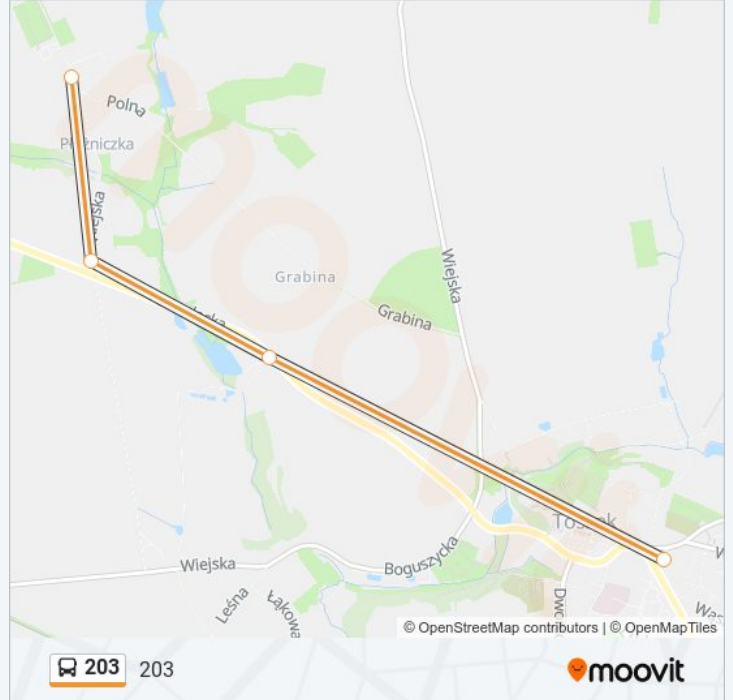 Polna
Grabina
Wiejska
Grabina
Wiejska
Boguszycka
Leśna
Łąkowa
© OpenStreetMap contributors | © OpenMapTiles
203 203
moovit